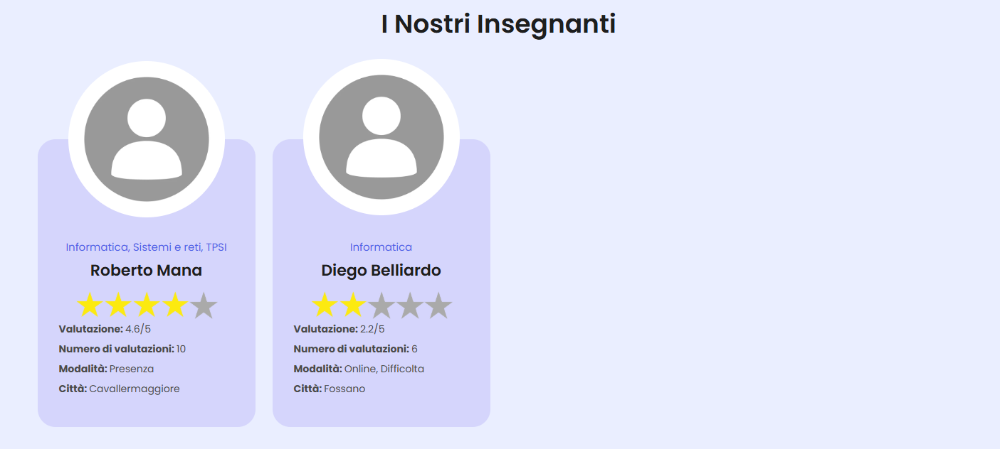 I Nostri Insegnanti
Informatica, Sistemi e reti, TPSI
Roberto Mana
Valutazione: 4.6/5
Numero di valutazioni: 10
Modalità: Presenza
Città: Cavallermaggiore
Informatica
Diego Belliardo
Valutazione: 2.2/5
Numero di valutazioni: 6
Modalità: Online, Difficolta
Città: Fossano